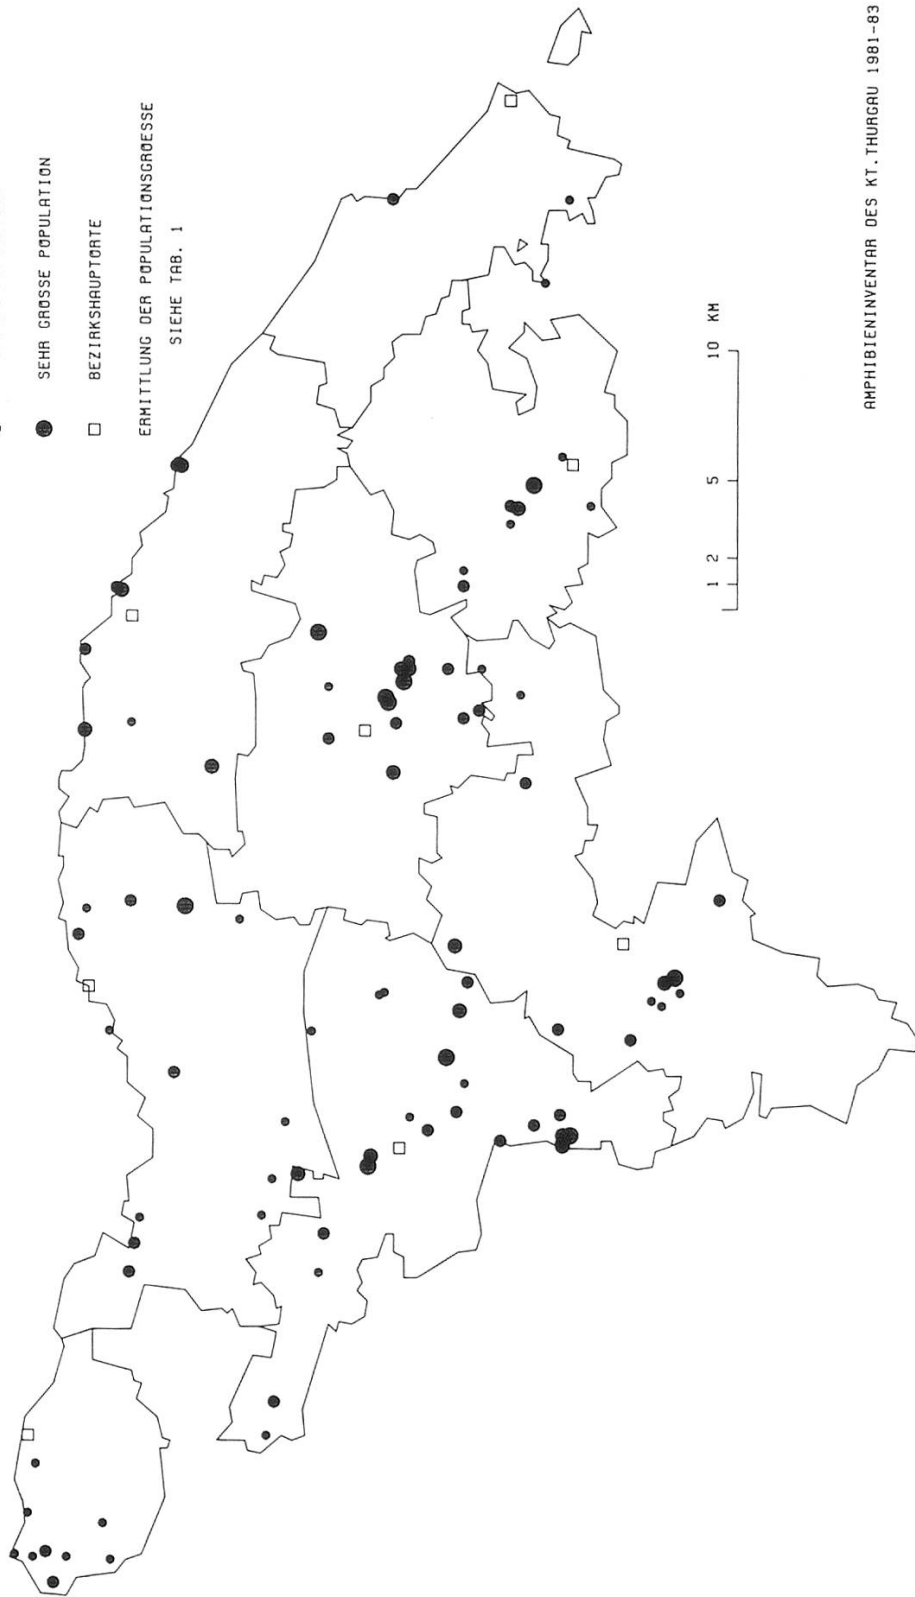 SEHR GROSSE POPULATION
BEZIRKSHAUPTORTE
ERMITTLUNG DER POPULATIONSGROESSE
SIEHE TAB. 1
1 2 5 10 KM
AMPHIBIENINVENTAR DES KT. THURGAU 1981-83